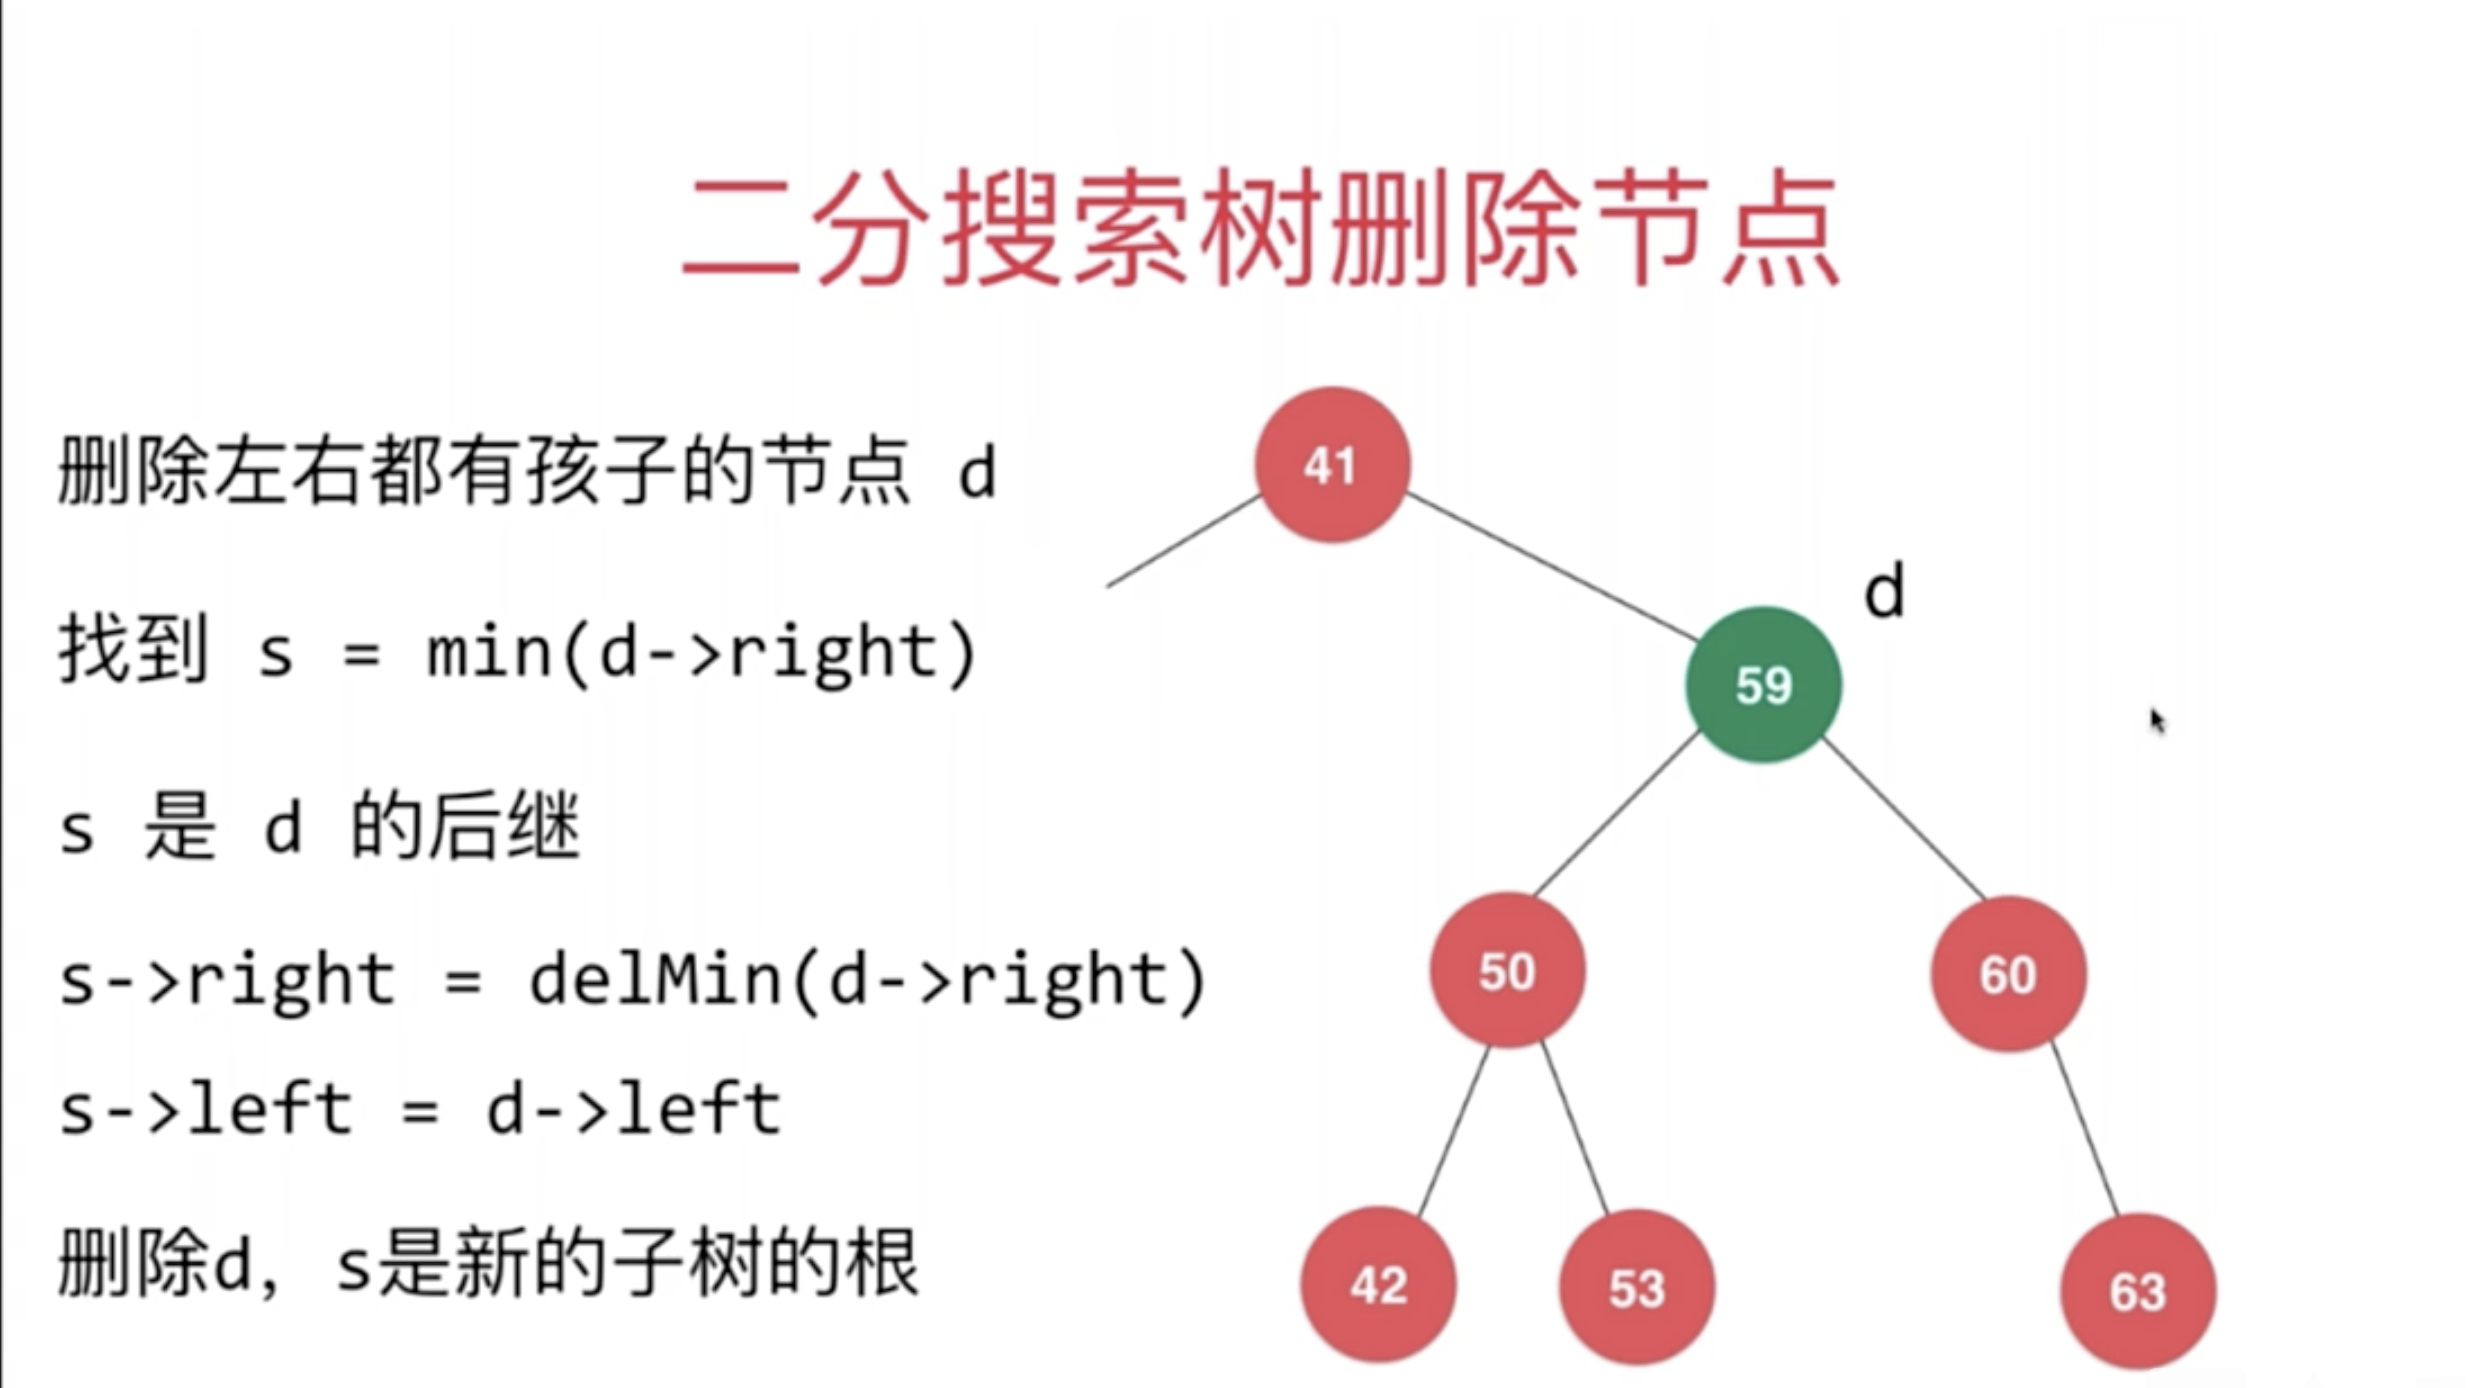 二分搜索树删除节点
删除左右都有孩子的节点 d
找到 s = min(d->right)
s 是 d 的后继
s->right = delMin(d->right)
s->left = d->left
删除d, s是新的子树的根
41
d
59
50
60
42
53
63